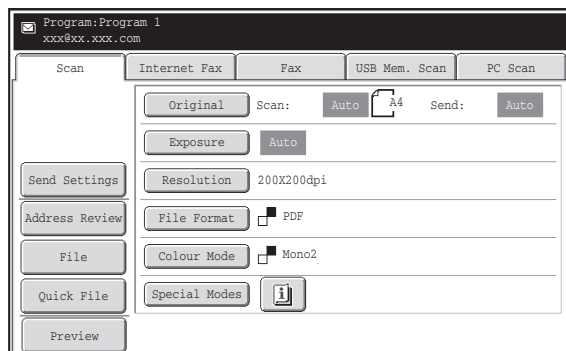 Program:Program 1
xxx@xx.xxx.com
Scan Internet Fax Fax USB Mem. Scan PC Scan
Original Scan: Auto A4 Send: Auto
Exposure Auto
Send Settings Resolution 200X200dpi
Address Review File Format PDF
File Colour Mode Mono2
Quick File Special Modes
Preview